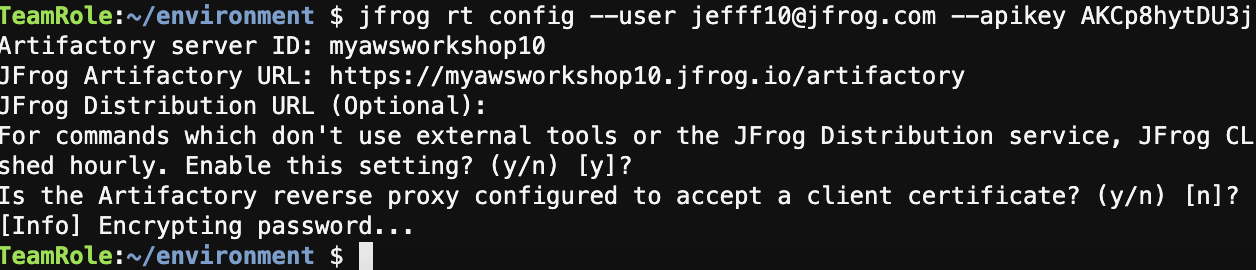 TeamRole:~/environment $ jfrog rt config --user jefff10@jfrog.com --apikey AKCp8hytDU3j
Artifactory server ID: myawsworkshop10
JFrog Artifactory URL: https://myawsworkshop10.jfrog.io/artifactory
JFrog Distribution URL (Optional):
For commands which don't use external tools or the JFrog Distribution service, JFrog CL
shed hourly. Enable this setting? (y/n) [y]?
Is the Artifactory reverse proxy configured to accept a client certificate? (y/n) [n]?
[Info] Encrypting password...
TeamRole:~/environment $